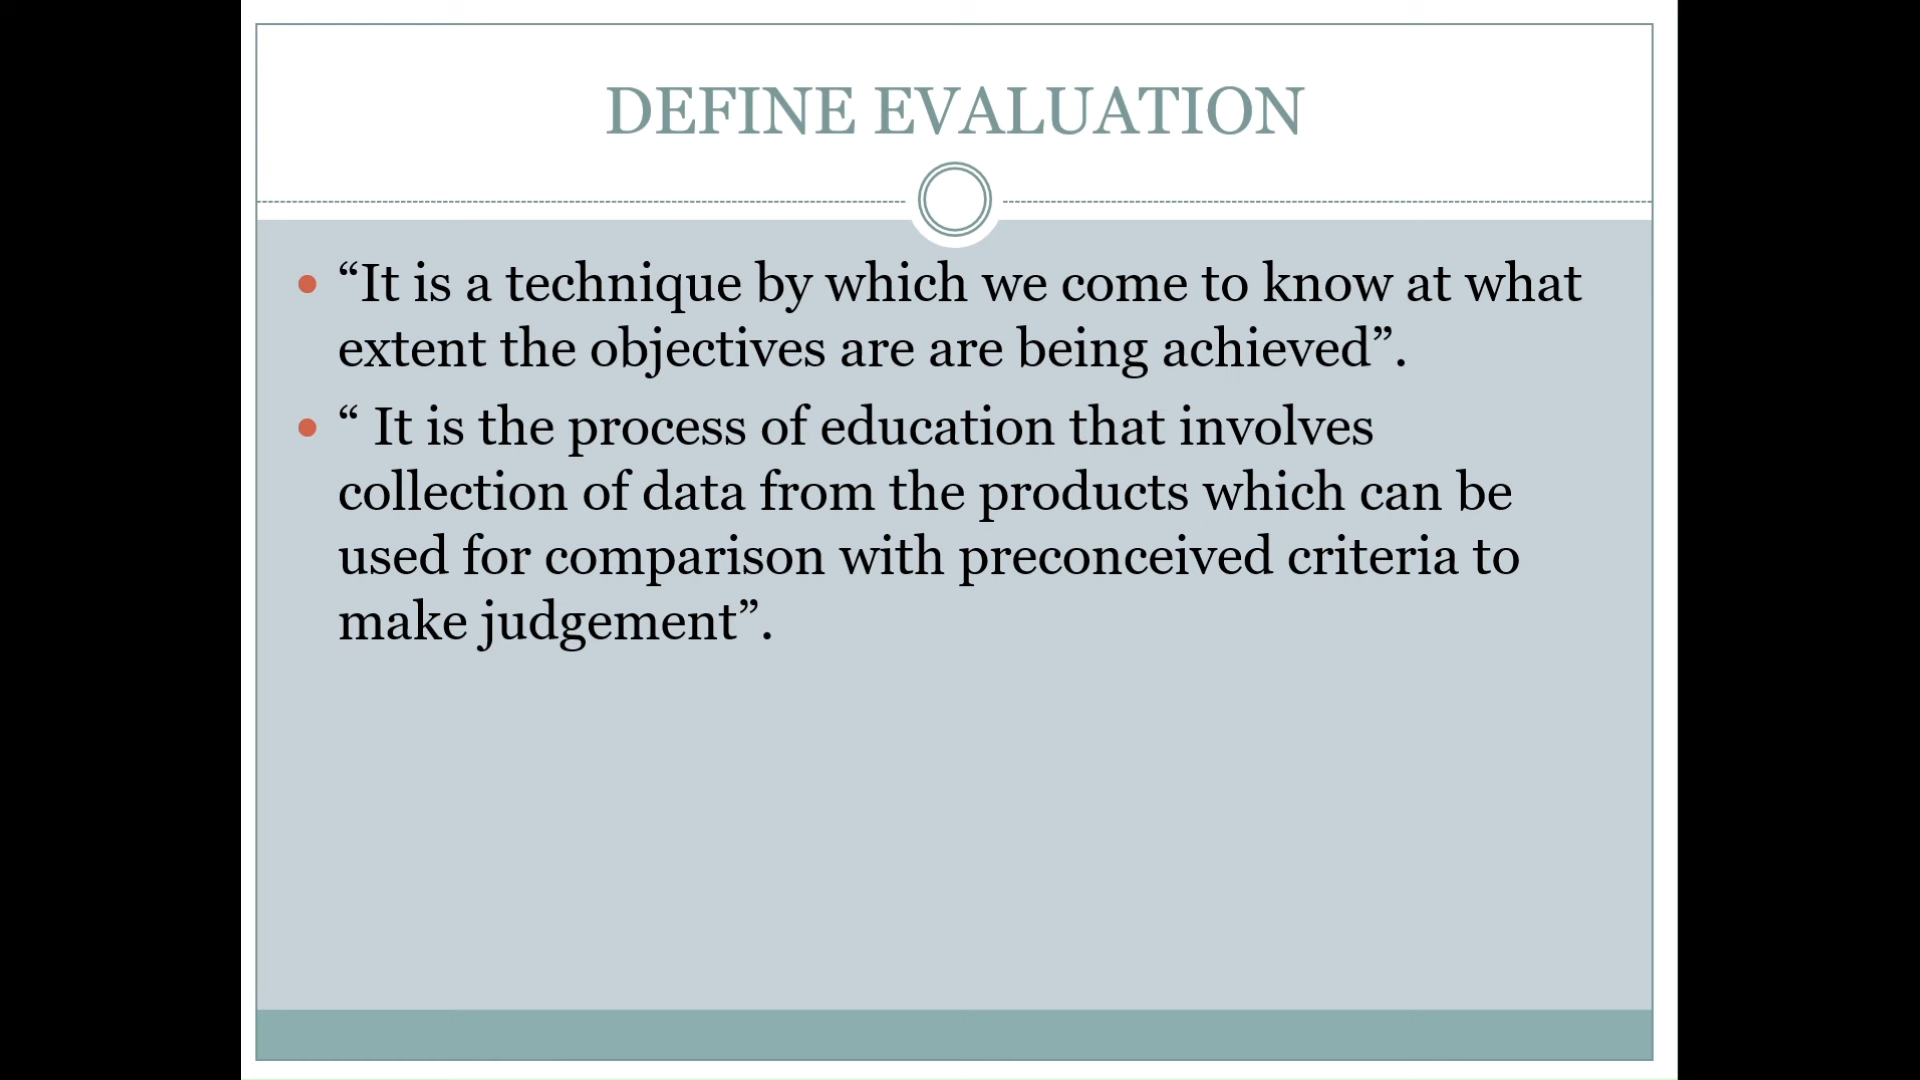 DEFINE EVALUATION
• “It is a technique by which we come to know at what
extent the objectives are are being achieved”.
• “ It is the process of education that involves
collection of data from the products which can be
used for comparison with preconceived criteria to
make judgement”.